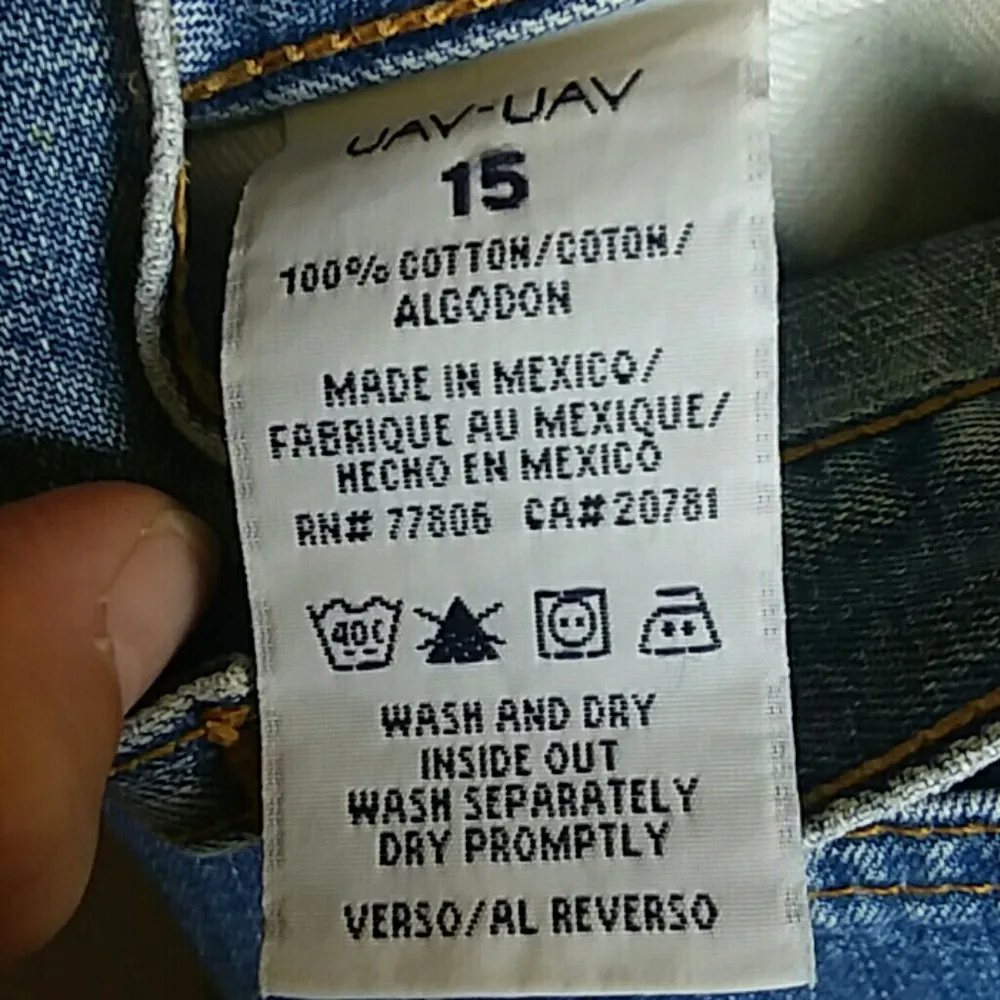 UAV-UAV
15
100% COTTON/COTON/
ALGODON
MADE IN MEXICO/
FABRIQUE AU MEXIQUE/
HECHO EN MEXICO
RN# 77806 CA#20781
40C
WASH AND DRY
INSIDE OUT
WASH SEPARATELY
DRY PROMPTLY
VERSO/AL REVERSO